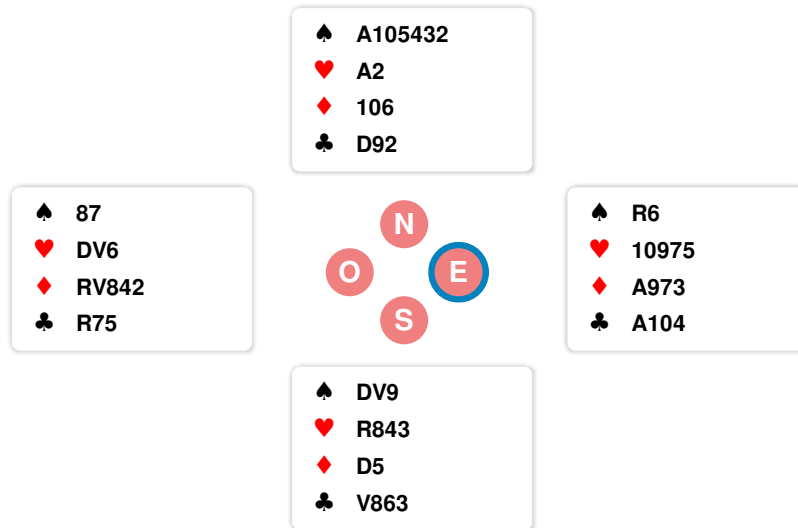 ♠ A105432
♥ A2
♦ 106
♣ D92
♠ 87
♥ DV6
♦ RV842
♣ R75
N
O
E
S
♠ R6
♥ 10975
♦ A973
♣ A104
♠ DV9
♥ R843
♦ D5
♣ V863